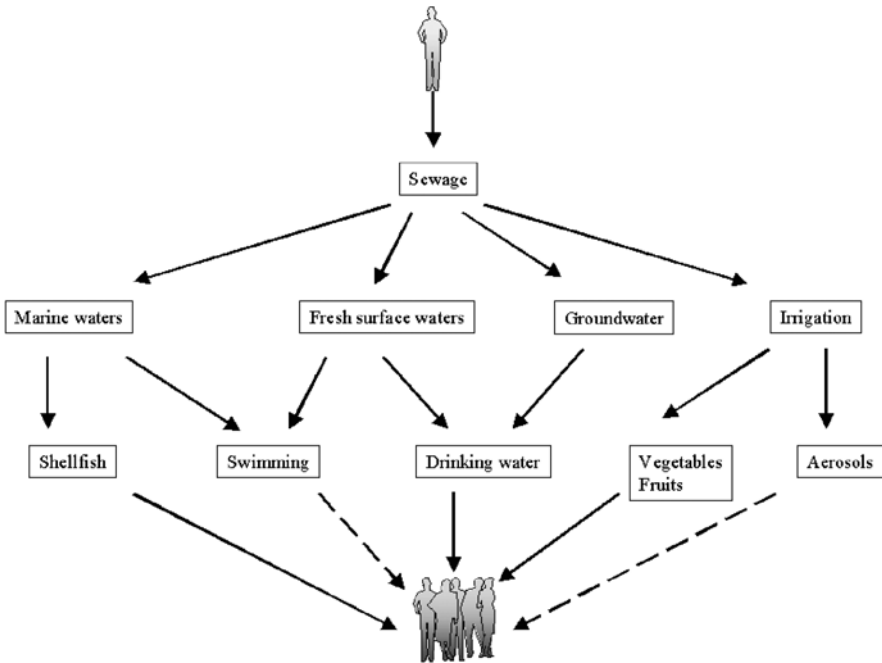 Sewage
Marine waters
Fresh surface waters
Groundwater
Irrigation
Shellfish
Swimming
Drinking water
Vegetables
Fruits
Aerosols